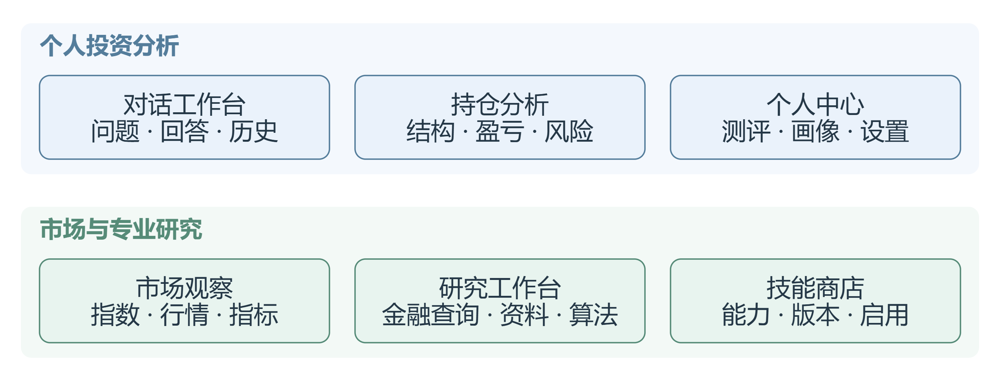 个人投资分析
对话工作台
问题 · 回答 · 历史
持仓分析
结构 · 盈亏 · 风险
个人中心
测评 · 画像 · 设置
市场与专业研究
市场观察
指数 · 行情 · 指标
研究工作台
金融查询 · 资料 · 算法
技能商店
能力 · 版本 · 启用